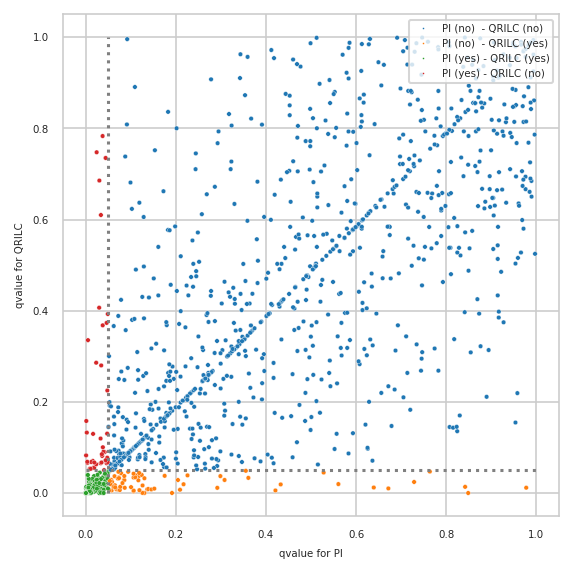 PI (no) - QRILC (no)
PI (no) - QRILC (yes)
PI (yes) - QRILC (yes)
PI (yes) - QRILC (no)
1.0
0.8
0.6
0.4
0.2
0.0
qvalue for QRILC
0.0 0.2 0.4 0.6 0.8 1.0
qvalue for PI